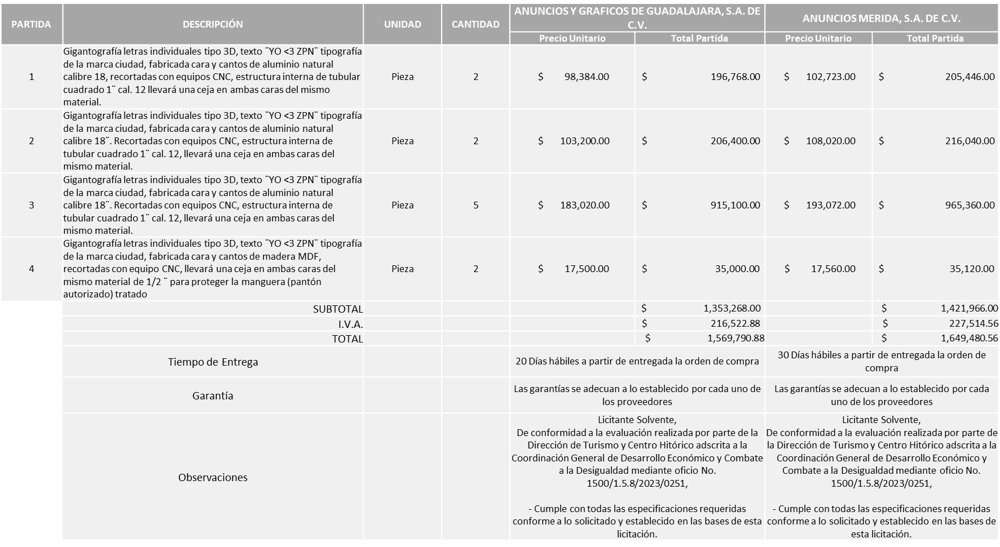 PARTIDA DESCRIPCIÓN UNIDAD CANTIDAD ANUNCIOS Y GRAFICOS DE GUADALAJARA, S.A. DE
C.V. ANUNCIOS MERIDA, S.A. DE C.V.
Precio Unitario Total Partida Precio Unitario Total Partida
Gigantografía letras individuales tipo 3D, texto ¨YO <3 ZPN¨ tipografía
de la marca ciudad, fabricada cara y cantos de aluminio natural
1 calibre 18, recortadas con equipos CNC, estructura interna de tubular Pieza 2 $ 98,384.00 $ 196,768.00 $ 102,723.00 $ 205,446.00
cuadrado 1¨ cal. 12 llevará una ceja en ambas caras del mismo
material.
Gigantografía letras individuales tipo 3D, texto ¨YO <3 ZPN¨ tipografía
de la marca ciudad, fabricada cara y cantos de aluminio natural
2 calibre 18¨. Recortadas con equipos CNC, estructura interna de Pieza 2 $ 103,200.00 $ 206,400.00 $ 108,020.00 $ 216,040.00
tubular cuadrado 1¨ cal. 12, llevará una ceja en ambas caras del
mismo material.
Gigantografía letras individuales tipo 3D, texto ¨YO <3 ZPN¨ tipografía
de la marca ciudad, fabricada cara y cantos de aluminio natural
3 calibre 18¨. Recortadas con equipos CNC, estructura interna de Pieza 5 $ 183,020.00 $ 915,100.00 $ 193,072.00 $ 965,360.00
tubular cuadrado 1¨ cal. 12, llevará una ceja en ambas caras del
mismo material.
Gigantografía letras individuales tipo 3D, texto ¨YO <3 ZPN¨ tipografía
de la marca ciudad, fabricada cara y cantos de madera MDF,
4 recortadas con equipo CNC, llevará una ceja en ambas caras del Pieza 2 $ 17,500.00 $ 35,000.00 $ 17,560.00 $ 35,120.00
mismo material de 1/2 ¨ para proteger la manguera (pantón
autorizado) tratado
SUBTOTAL $ 1,353,268.00 $ 1,421,966.00
I.V.A. $ 216,522.88 $ 227,514.56
TOTAL $ 1,569,790.88 $ 1,649,480.56
Tiempo de Entrega
20 Días hábiles a partir de entregada la orden de compra
30 Días hábiles a partir de entregada la orden de
compra
Garantía
Las garantías se adecuan a lo establecido por cada uno de
los proveedores
Las garantías se adecuan a lo establecido por cada
uno de los proveedores
Observaciones
Licitante Solvente,
De conformidad a la evaluación realizada por parte de la
Dirección de Turismo y Centro Hitórico adscrita a la
Coordinación General de Desarrollo Económico y Combate
a la Desigualdad mediante oficio No.
1500/1.5.8/2023/0251,
- Cumple con todas las especificaciones requeridas
conforme a lo solicitado y establecido en las bases de esta
licitación.
Licitante Solvente,
De conformidad a la evaluación realizada por parte de
la Dirección de Turismo y Centro Hitórico adscrita a la
Coordinación General de Desarrollo Económico y
Combate a la Desigualdad mediante oficio No.
1500/1.5.8/2023/0251,
- Cumple con todas las especificaciones requeridas
conforme a lo solicitado y establecido en las bases de
esta licitación.